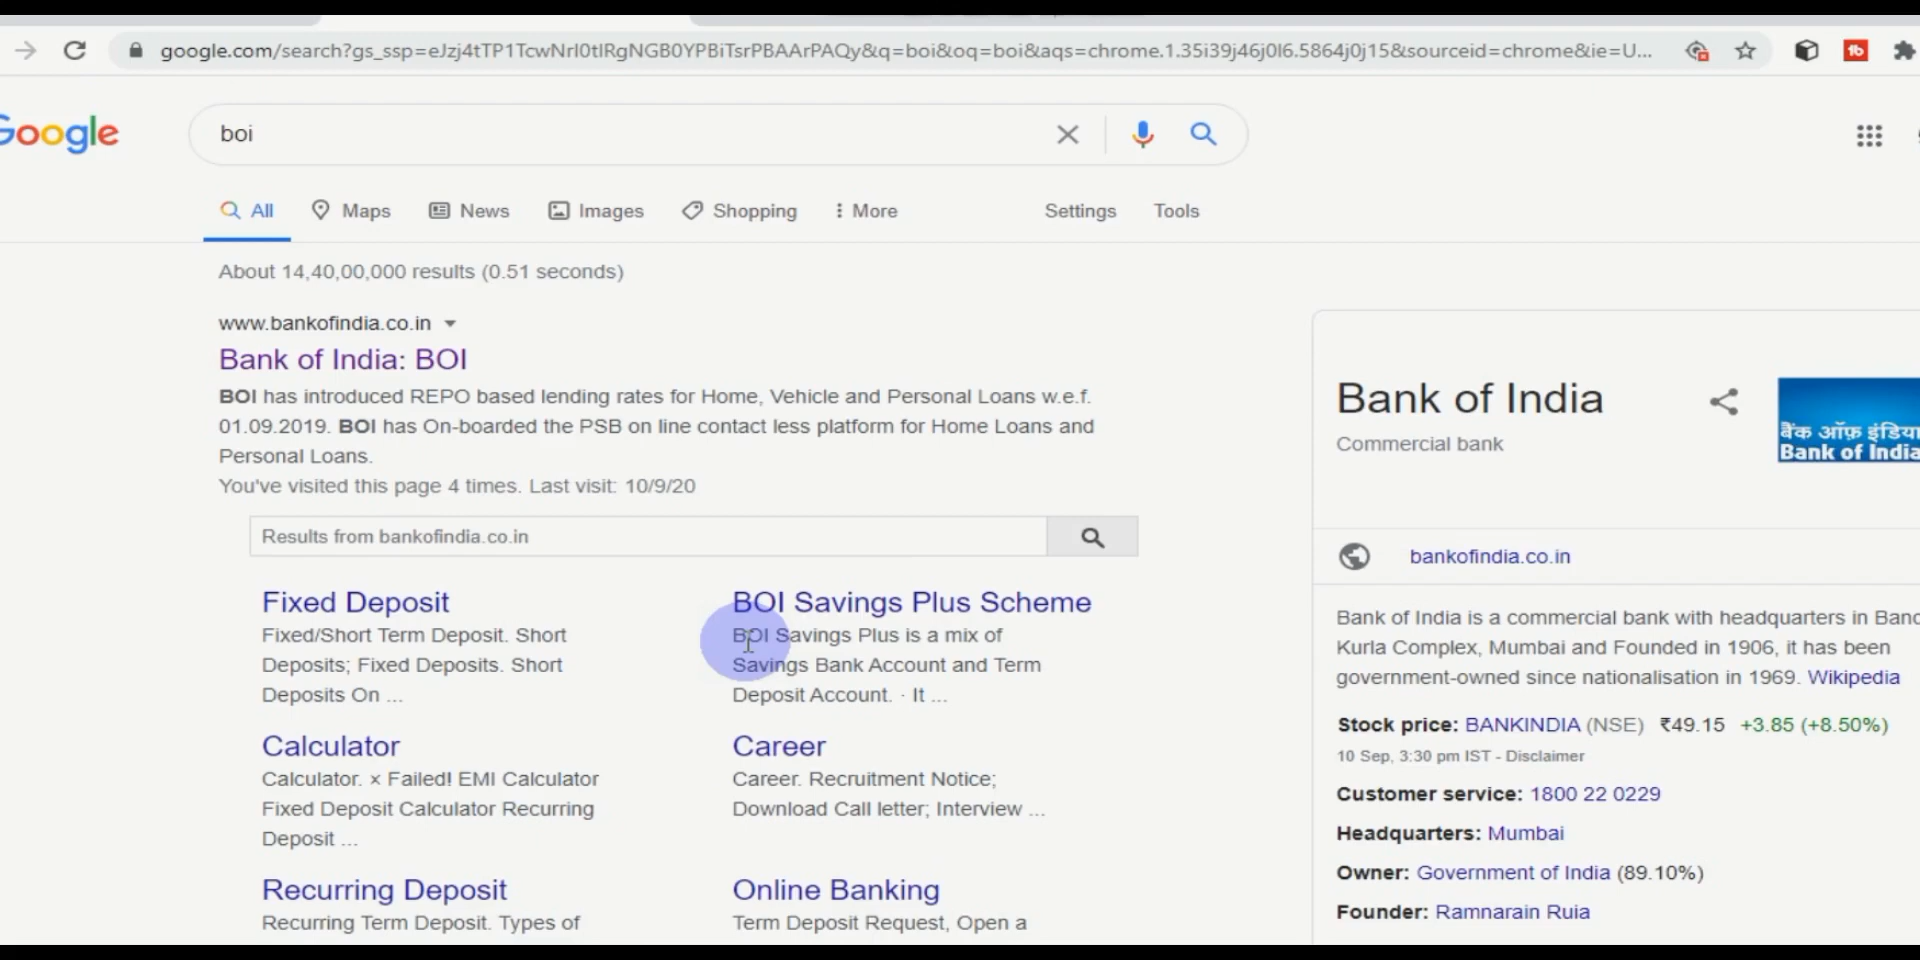 google.com/search?gs_ssp=eJzj4tTP1TcwNrI0tIRgNGB0YPBiTsrPBAArPAQy&q=boi&oq=boi&aqs=chrome.1.35i39j46j0l6.5864j0j15&sourceid=chrome&ie=U...
Google
boi
All Maps News Images Shopping More Settings Tools
About 14,40,00,000 results (0.51 seconds)
www.bankofindia.co.in
Bank of India: BOI
BOI has introduced REPO based lending rates for Home, Vehicle and Personal Loans w.e.f.
01.09.2019. BOI has On-boarded the PSB on line contact less platform for Home Loans and
Personal Loans.
You've visited this page 4 times. Last visit: 10/9/20
Results from bankofindia.co.in
Fixed Deposit
Fixed/Short Term Deposit. Short
Deposits; Fixed Deposits. Short
Deposits On ...
BOI Savings Plus Scheme
BOI Savings Plus is a mix of
Savings Bank Account and Term
Deposit Account. · It ...
Calculator
Calculator. × Failed! EMI Calculator
Fixed Deposit Calculator Recurring
Deposit ...
Career
Career. Recruitment Notice;
Download Call letter; Interview ...
Recurring Deposit
Recurring Term Deposit. Types of
Online Banking
Term Deposit Request, Open a
Bank of India
Commercial bank
बैंक ऑफ़ इंडिया
Bank of India
bankofindia.co.in
Bank of India is a commercial bank with headquarters in
Kurla Complex, Mumbai and Founded in 1906, it has been
government-owned since nationalisation in 1969. Wikipedia
Stock price: BANKINDIA (NSE) ₹49.15 +3.85 (+8.50%)
10 Sep, 3:30 pm IST - Disclaimer
Customer service: 1800 22 0229
Headquarters: Mumbai
Owner: Government of India (89.10%)
Founder: Ramnarain Ruia